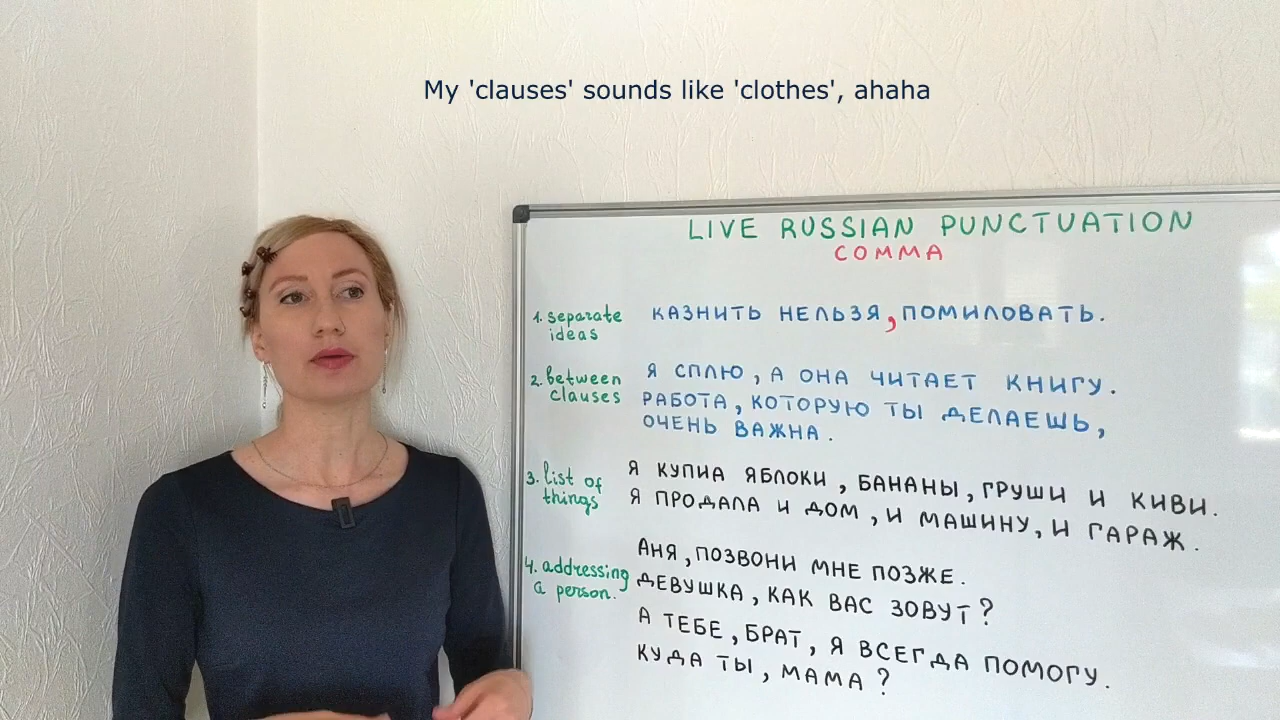 My 'clauses' sounds like 'clothes', ahaha
LIVE RUSSIAN PUNCTUATION
COMMA
1. separate ideas
КАЗНИТЬ НЕЛЬЗЯ, ПОМИЛОВАТЬ.
2. between clauses
Я СПЛЮ, А ОНА ЧИТАЕТ КНИГУ.
РАБОТА, КОТОРУЮ ТЫ ДЕЛАЕШЬ,
ОЧЕНЬ ВАЖНА.
3. list of things
Я КУПИЛА ЯБЛОКИ, БАНАНЫ, ГРУШИ И КИВИ.
Я ПРОДАЛА И ДОМ, И МАШИНУ, И ГАРАЖ.
4. addressing a person.
АНЯ, ПОЗВОНИ МНЕ ПОЗЖЕ.
ДЕВУШКА, КАК ВАС ЗОВУТ?
А ТЕБЕ, БРАТ, Я ВСЕГДА ПОМОГУ.
КУДА ТЫ, МАМА?